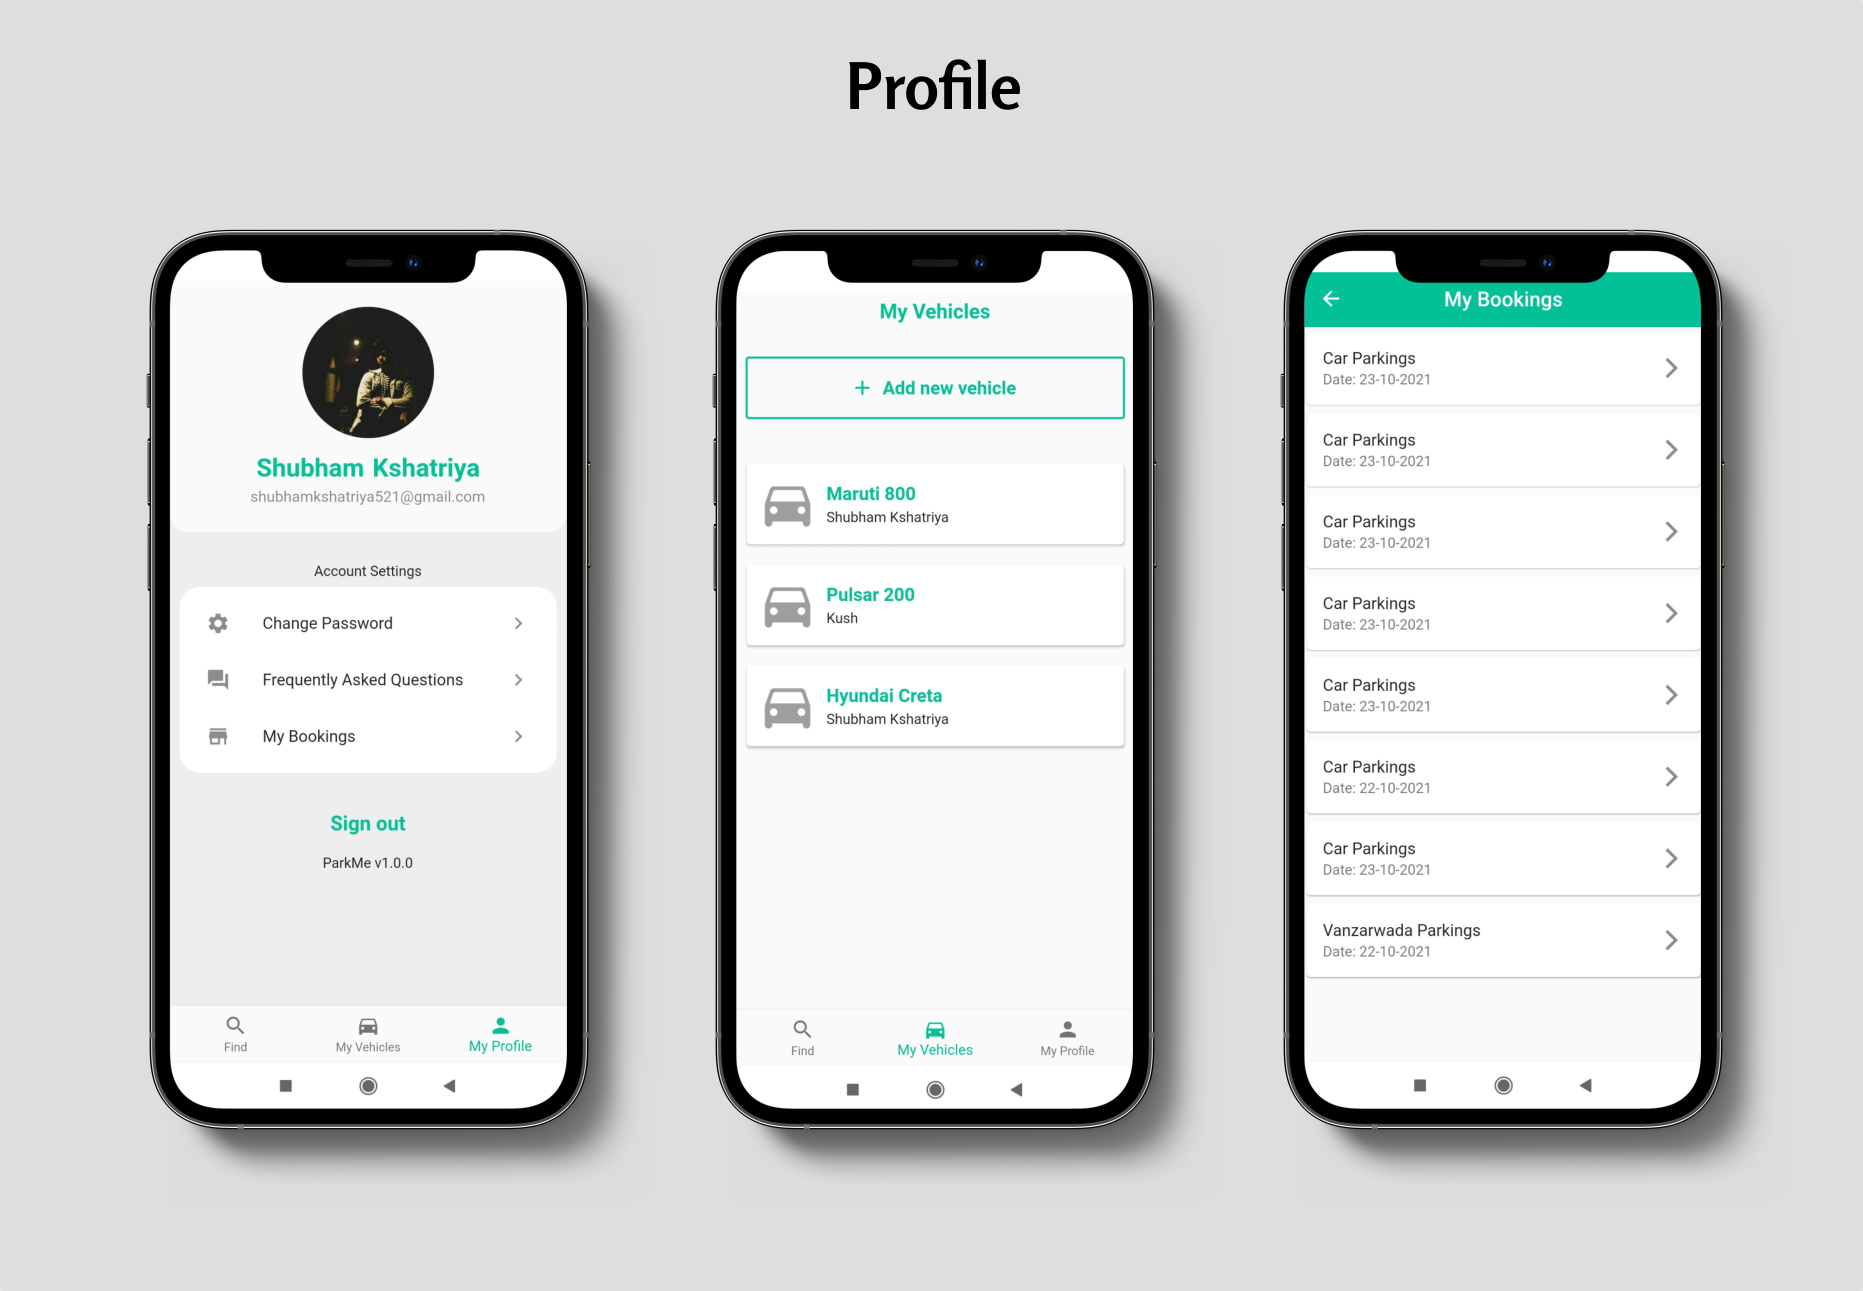 Profile
Shubham Kshatriya
shubhamkshatriya521@gmail.com
Account Settings
Change Password
Frequently Asked Questions
My Bookings
Sign out
ParkMe v1.0.0
Find
My Vehicles
My Profile
My Vehicles
+ Add new vehicle
Maruti 800
Shubham Kshatriya
Pulsar 200
Kush
Hyundai Creta
Shubham Kshatriya
Find
My Vehicles
My Profile
My Bookings
Car Parkings
Date: 23-10-2021
Car Parkings
Date: 23-10-2021
Car Parkings
Date: 23-10-2021
Car Parkings
Date: 23-10-2021
Car Parkings
Date: 23-10-2021
Car Parkings
Date: 22-10-2021
Car Parkings
Date: 23-10-2021
Vanzarwada Parkings
Date: 22-10-2021